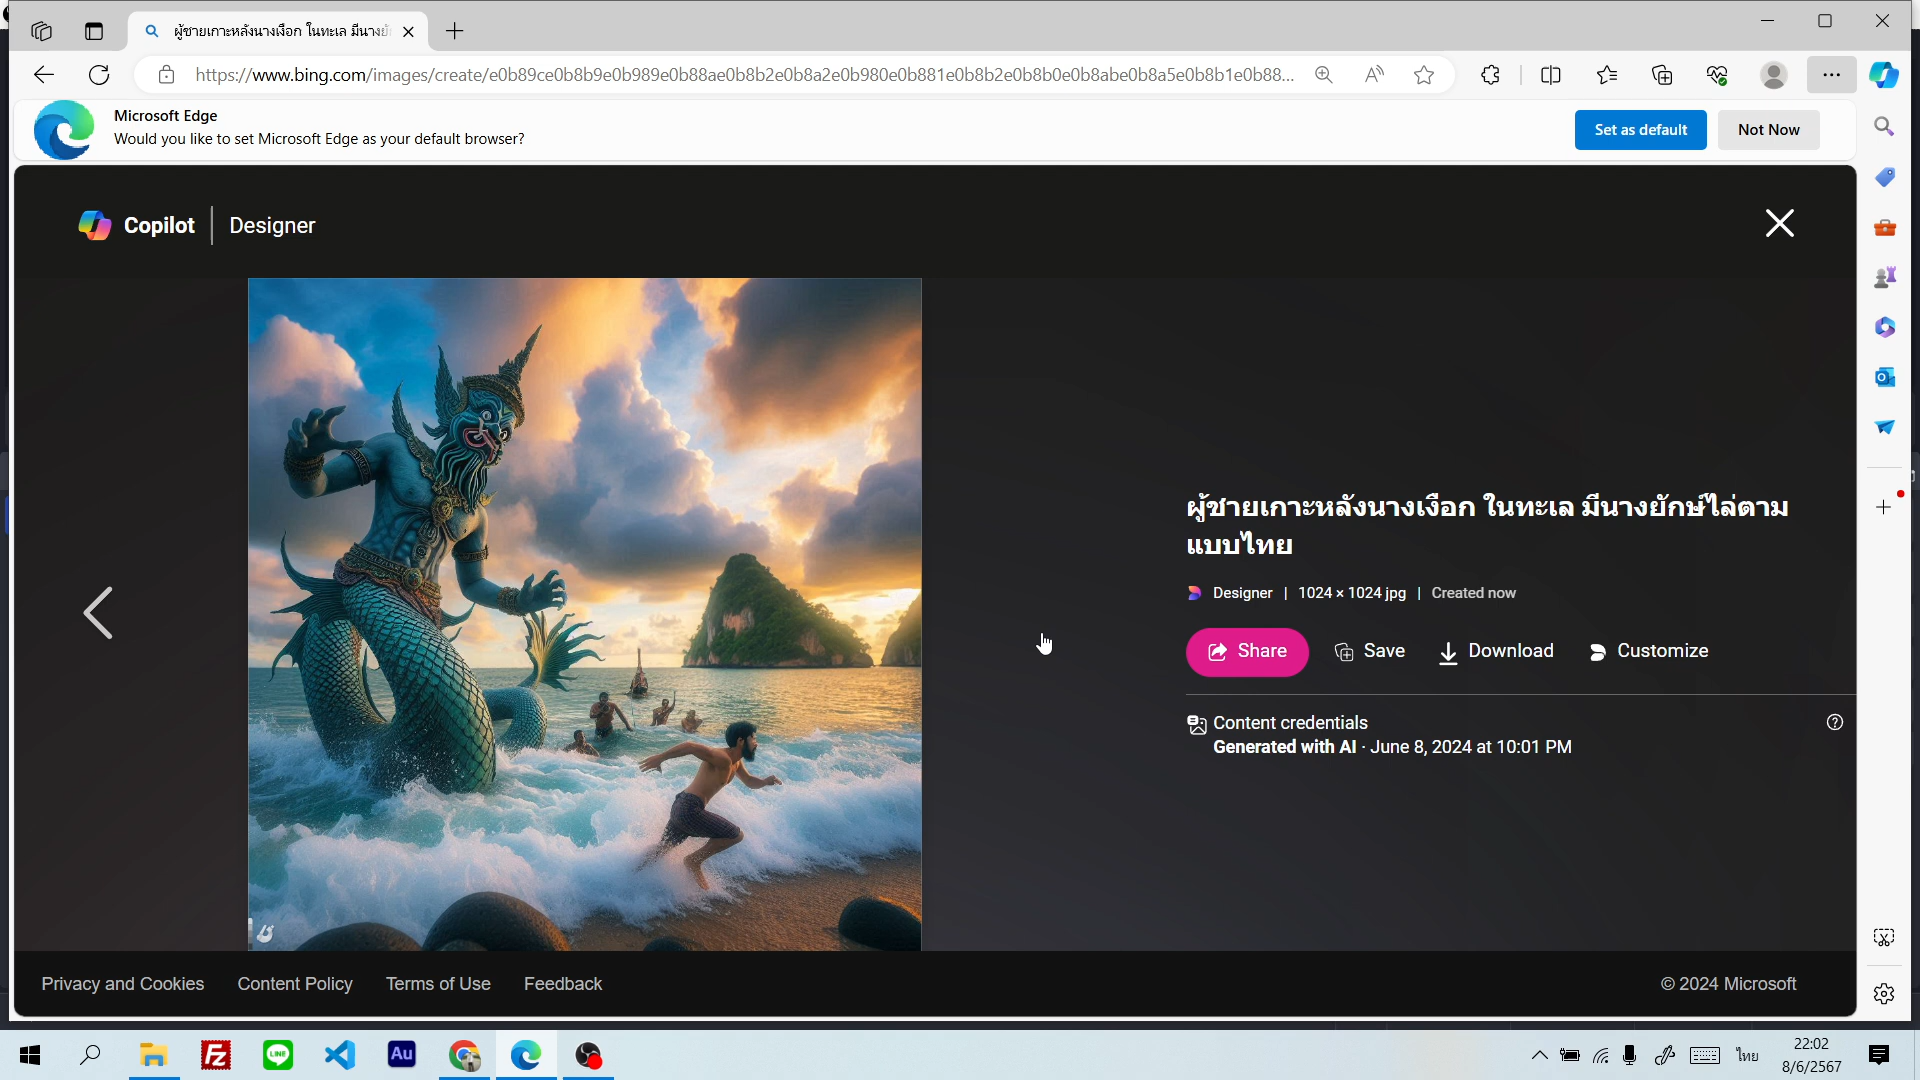 ผู้ชายเกาะหลังนางเงือก ในทะเล มีนางยัก
https://www.bing.com/images/create/e0b89ce0b8b9e0b989e0b88ae0b8b2e0b8a2e0b980e0b881e0b8b2e0b8b0e0b8abe0b8a5e0b8b1e0b88...
Microsoft Edge
Would you like to set Microsoft Edge as your default browser?
Set as default
Not Now
Copilot
Designer
ผู้ชายเกาะหลังนางเงือก ในทะเล มีนางยักษ์ไล่ตาม
แบบไทย
Designer | 1024 × 1024 jpg | Created now
Share
Save
Download
Customize
Content credentials
Generated with AI · June 8, 2024 at 10:01 PM
Privacy and Cookies
Content Policy
Terms of Use
Feedback
© 2024 Microsoft
Fz
LINE
Au
ไทย
22:02
8/6/2567